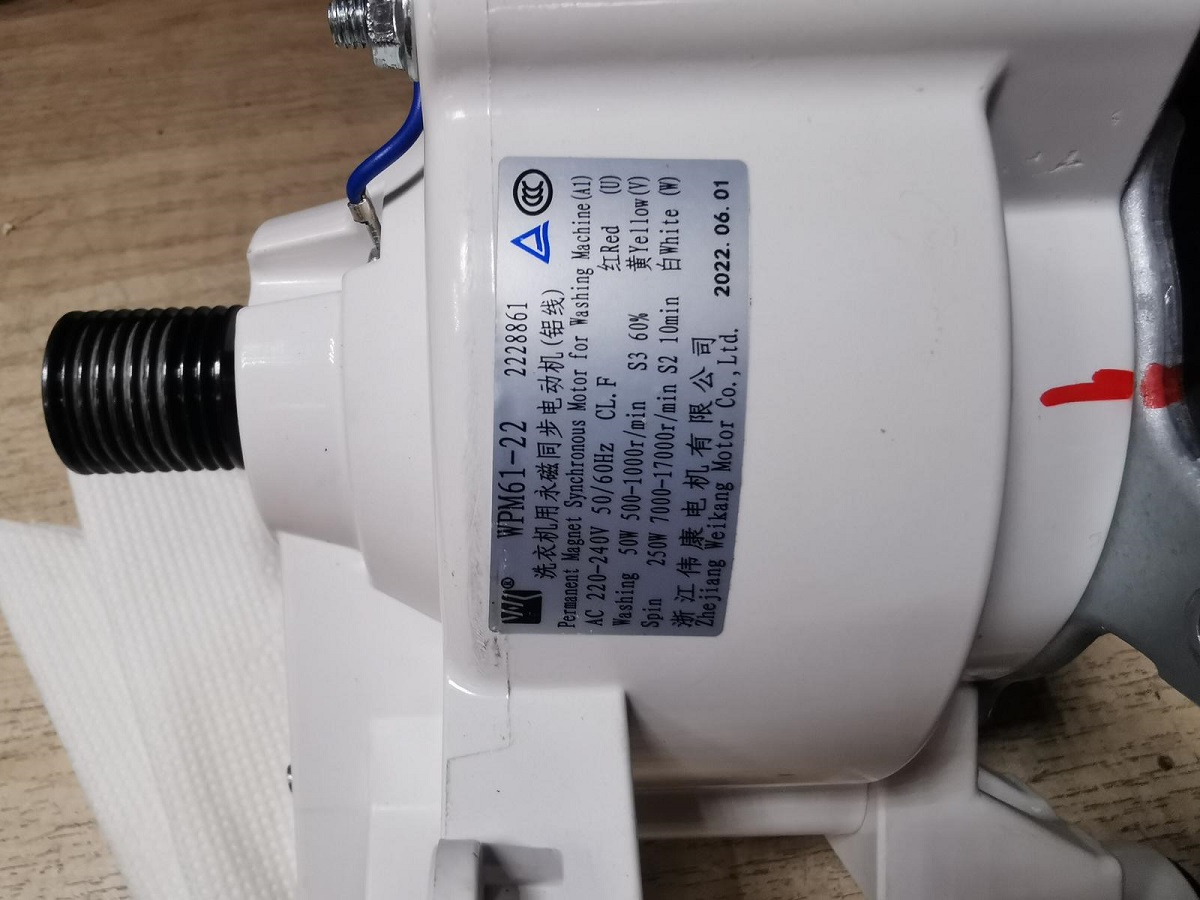 WK® WPM61-22 2228861
洗衣机用永磁同步电动机(铝线)
Permanent Magnet Synchronous Motor for Washing Machine(A1)
AC 220-240V 50/60Hz CL.F 红Red (U)
Washing 50W 500-1000r/min S3 60% 黄Yellow(V)
Spin 250W 7000-17000r/min S2 10min 白White (W)
浙江伟康电机有限公司 2022.06.01
Zhejiang Weikang Motor Co.,Ltd.
CCC